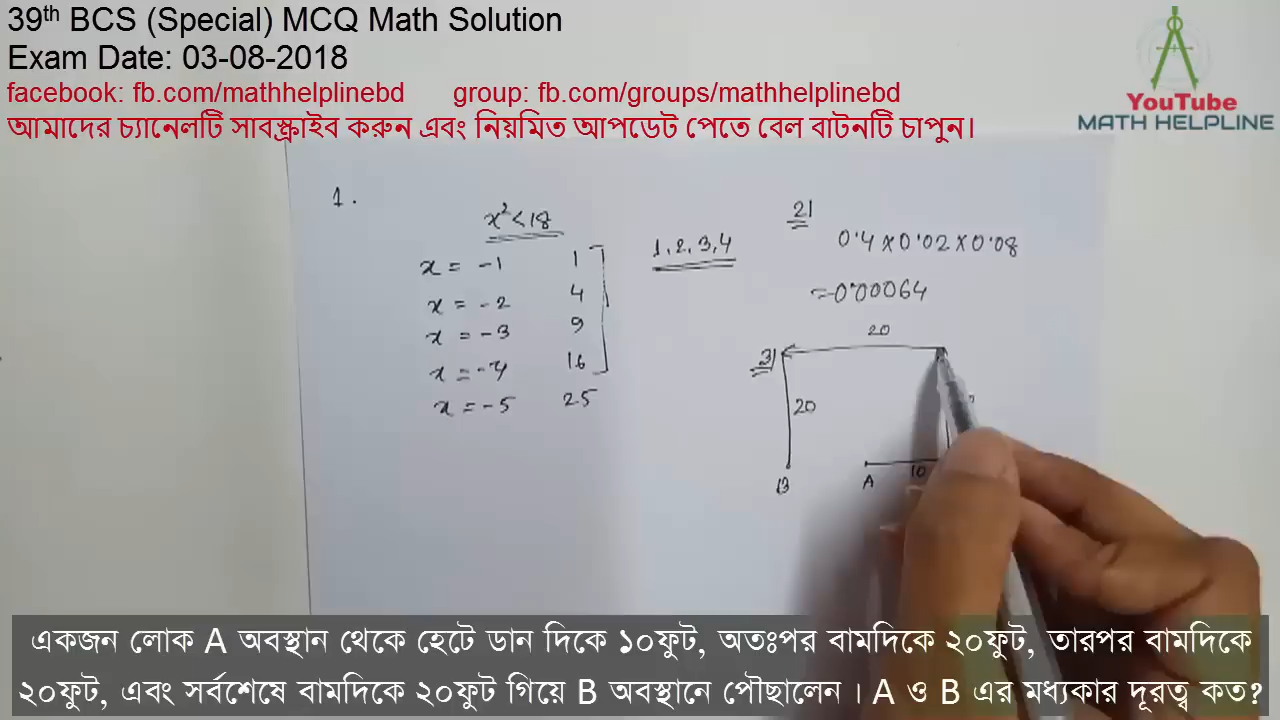 39th BCS (Special) MCQ Math Solution
Exam Date: 03-08-2018
facebook: fb.com/mathhelplinebd group: fb.com/groups/mathhelplinebd
আমাদের চ্যানেলটি সাবস্ক্রাইব করুন এবং নিয়মিত আপডেট পেতে বেল বাটনটি চাপুন।
YouTube
MATH HELPLINE
1.
x² < 18
x = -1 1
x = -2 4
x = -3 9
x = -4 16
x = -5 25
1, 2, 3, 4
2|
0.4 × 0.02 × 0.08
= 0.00064
3|
20
20
B
A
10
একজন লোক A অবস্থান থেকে হেটে ডান দিকে ১০ফুট, অতঃপর বামদিকে ২০ফুট, তারপর বামদিকে
২০ফুট, এবং সর্বশেষে বামদিকে ২০ফুট গিয়ে B অবস্থানে পৌছালেন। A ও B এর মধ্যকার দূরত্ব কত?